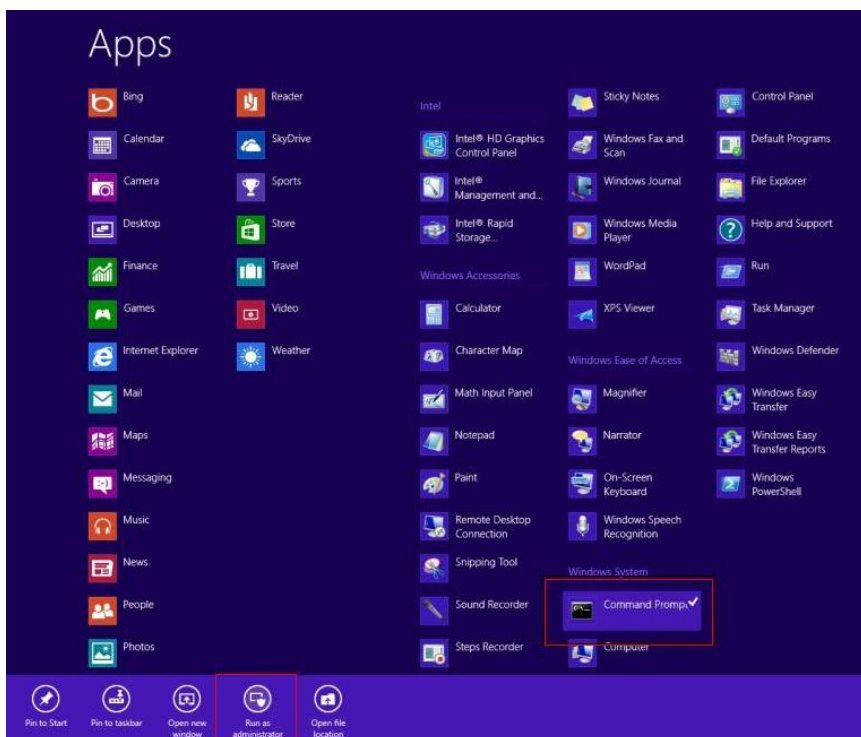 Apps
Bing
Calendar
Camera
Desktop
Finance
Games
Internet Explorer
Mail
Maps
Messaging
Music
News
People
Photos
Reader
SkyDrive
Sports
Store
Travel
Video
Weather
Intel
Intel® HD Graphics
Control Panel
Intel®
Management and...
Intel® Rapid
Storage...
Windows Accessories
Calculator
Character Map
Math Input Panel
Notepad
Paint
Remote Desktop
Connection
Snipping Tool
Sound Recorder
Steps Recorder
Sticky Notes
Windows Fax and
Scan
Windows Journal
Windows Media
Player
WordPad
XPS Viewer
Windows Ease of Access
Magnifier
Narrator
On-Screen
Keyboard
Windows Speech
Recognition
Windows System
Command Prompt
Computer
Control Panel
Default Programs
File Explorer
Help and Support
Run
Task Manager
Windows Defender
Windows Easy
Transfer
Windows Easy
Transfer Reports
Windows
PowerShell
Pin to Start
Pin to taskbar
Open new
window
Run as
administrator
Open file
location